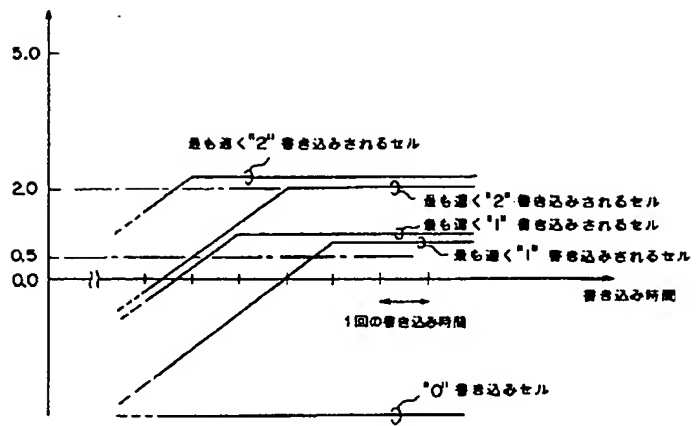 5.0
最も速く"2"書き込みされるセル
2.0
最も遅く"2"書き込みされるセル
最も速く"1"書き込みされるセル
0.5
最も遅く"1"書き込みされるセル
0.0
書き込み時間
1回の書き込み時間
"0"書き込みセル